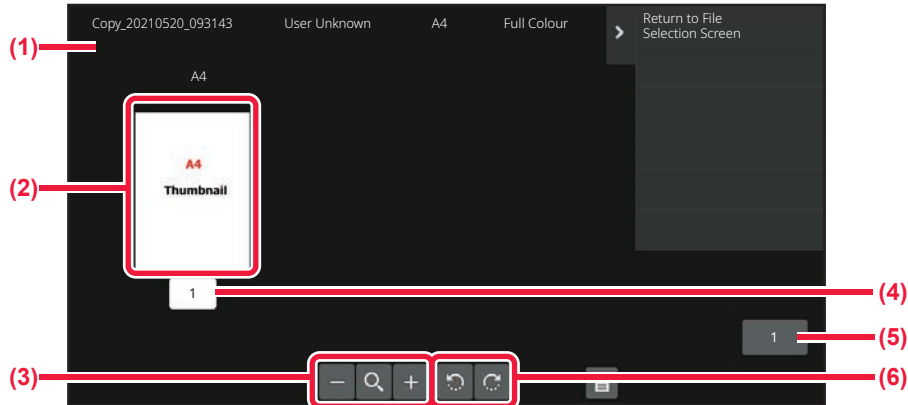 Copy_20210520_093143 User Unknown A4 Full Colour
Return to File
Selection Screen
(1)
A4
A4
Thumbnail
(2)
1
(4)
1
(5)
(3)
(6)